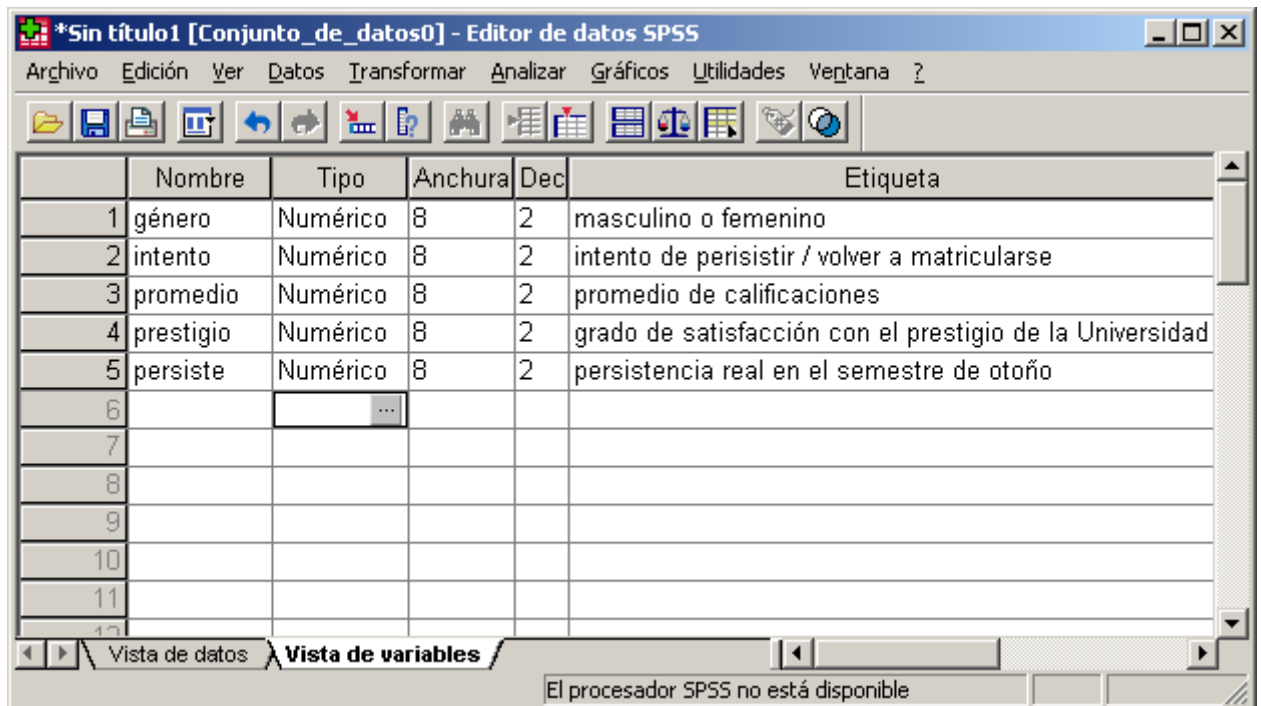 *Sin título1 [Conjunto_de_datos0] - Editor de datos SPSS
Archivo Edición Ver Datos Transformar Analizar Gráficos Utilidades Ventana ?
Nombre Tipo Anchura Dec Etiqueta
1 género Numérico 8 2 masculino o femenino
2 intento Numérico 8 2 intento de perisistir / volver a matricularse
3 promedio Numérico 8 2 promedio de calificaciones
4 prestigio Numérico 8 2 grado de satisfacción con el prestigio de la Universidad
5 persiste Numérico 8 2 persistencia real en el semestre de otoño
6 ...
7
8
9
10
11
12
Vista de datos Vista de variables
El procesador SPSS no está disponible